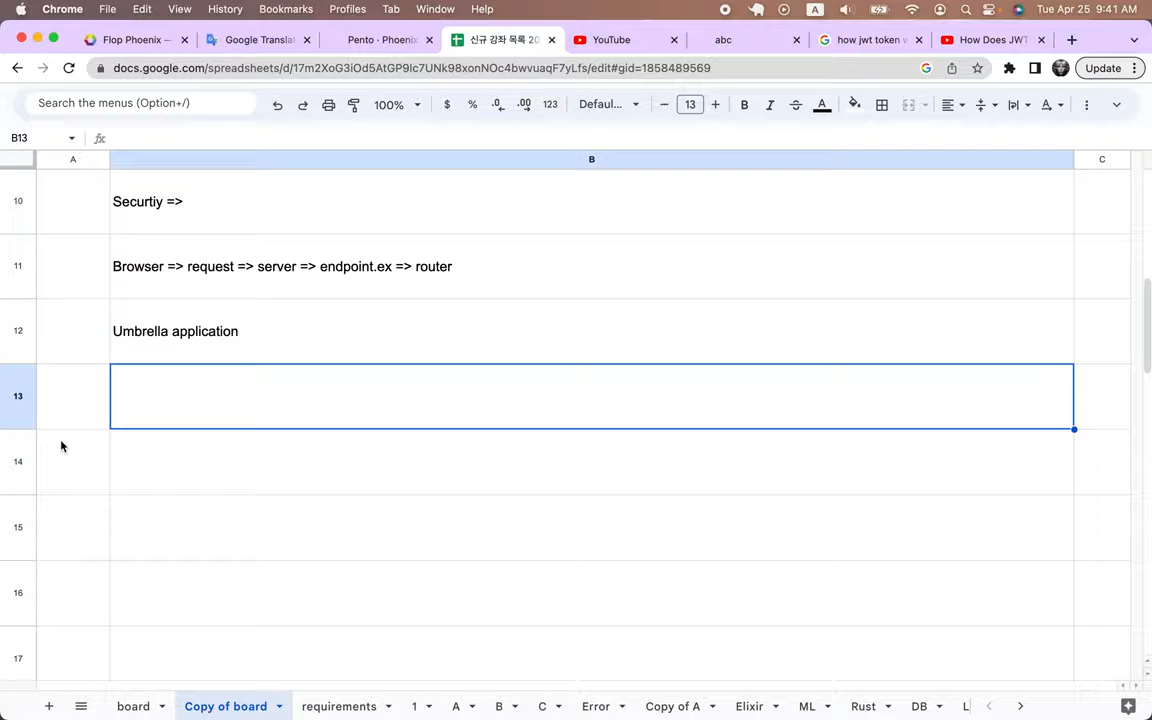 Chrome File Edit View History Bookmarks Profiles Tab Window Help A Tue Apr 25 9:41 AM
Flop Phoenix — Google Translat Pento · Phoenix 신규 강좌 목록 20 YouTube abc how jwt token w How Does JWT
docs.google.com/spreadsheets/d/17m2XoG3iOd5AtGP9lc7UNk98xonNOc4bwvuaqF7yLfs/edit#gid=1858489569 Update
Search the menus (Option+/) 100% $ % .0 .00 123 Defaul... 13 B I S A
B13 fx
A B C
10 Securtiy =>
11 Browser => request => server => endpoint.ex => router
12 Umbrella application
13
14
15
16
17
board Copy of board requirements 1 A B C Error Copy of A Elixir ML Rust DB L